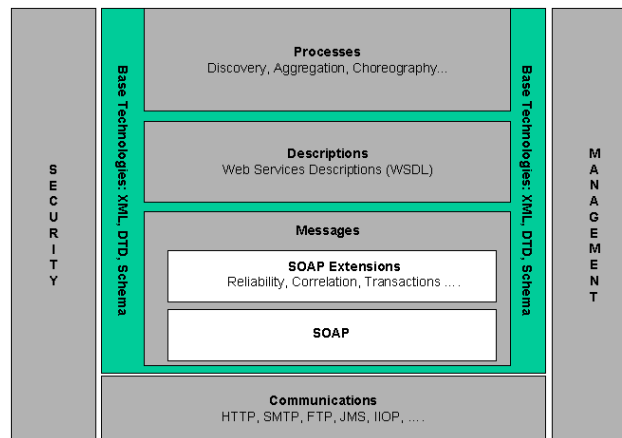 SECURITY
Base Technologies: XML, DTD, Schema
Processes
Discovery, Aggregation, Choreography...
Descriptions
Web Services Descriptions (WSDL)
Messages
SOAP Extensions
Reliability, Correlation, Transactions ....
SOAP
Base Technologies: XML, DTD, Schema
MANAGEMENT
Communications
HTTP, SMTP, FTP, JMS, IIOP, ....